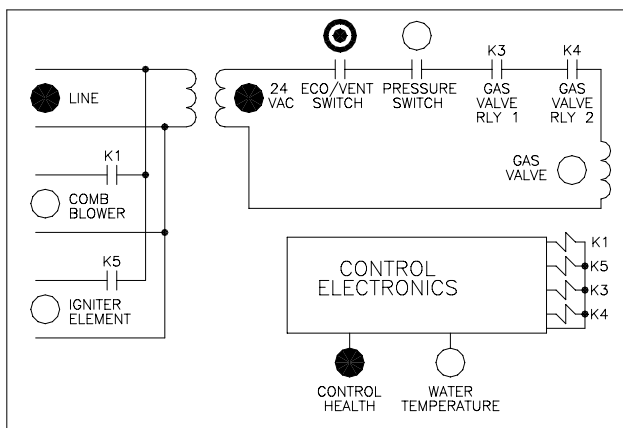 LINE
24
VAC
ECO/VENT
SWITCH
PRESSURE
SWITCH
K3
GAS
VALVE
RLY 1
K4
GAS
VALVE
RLY 2
K1
COMB
BLOWER
GAS
VALVE
K5
IGNITER
ELEMENT
CONTROL
ELECTRONICS
K1
K5
K3
K4
CONTROL
HEALTH
WATER
TEMPERATURE